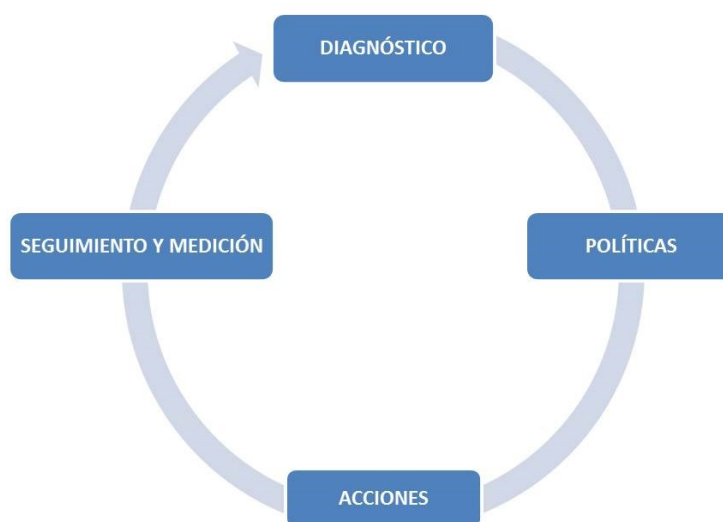 DIAGNÓSTICO
POLÍTICAS
ACCIONES
SEGUIMIENTO Y MEDICIÓN